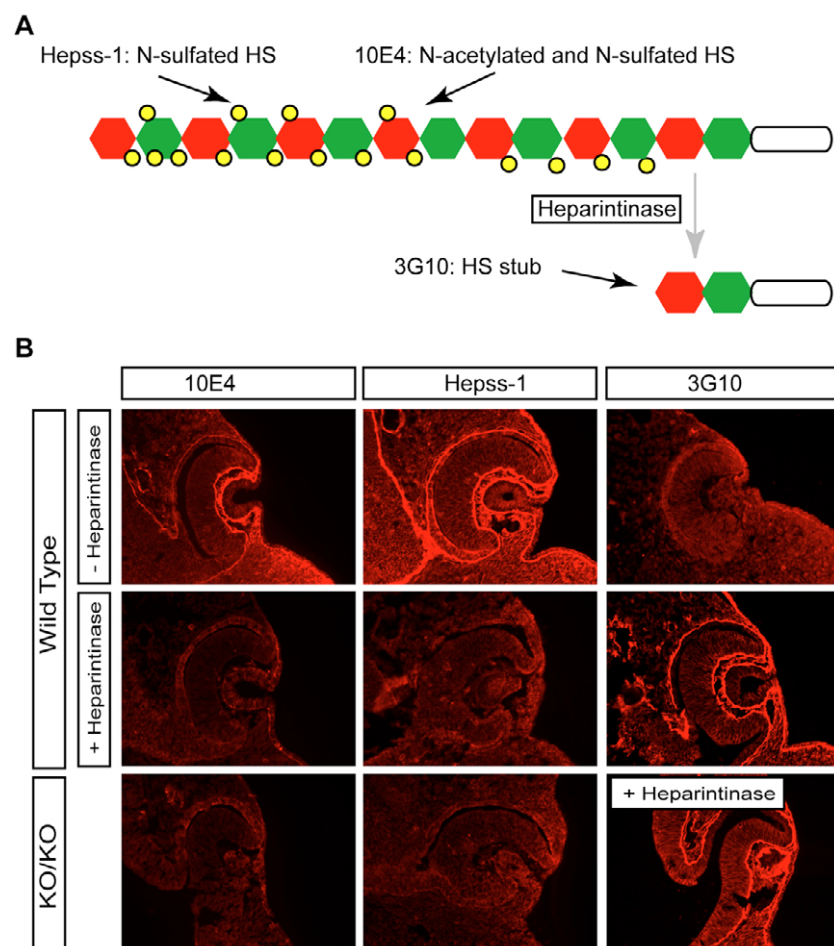 A
Hepss-1: N-sulfated HS
10E4: N-acetylated and N-sulfated HS
Heparintinase
3G10: HS stub
B
10E4
Hepss-1
3G10
Wild Type
- Heparintinase
+ Heparintinase
KO/KO
+ Heparintinase